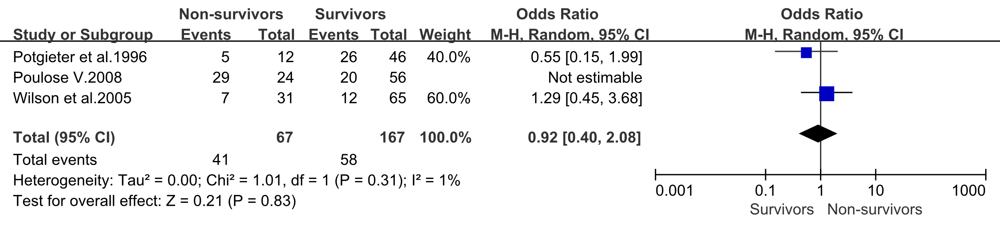 Non-survivors Survivors Odds Ratio Odds Ratio
Study or Subgroup Events Total Events Total Weight M-H, Random, 95% CI M-H, Random, 95% CI
Potgieter et al.1996 5 12 26 46 40.0% 0.55 [0.15, 1.99]
Poulose V.2008 29 24 20 56 Not estimable
Wilson et al.2005 7 31 12 65 60.0% 1.29 [0.45, 3.68]
Total (95% CI) 67 167 100.0% 0.92 [0.40, 2.08]
Total events 41 58
Heterogeneity: Tau² = 0.00; Chi² = 1.01, df = 1 (P = 0.31); I² = 1%
Test for overall effect: Z = 0.21 (P = 0.83)
0.001 0.1 1 10 1000
Survivors Non-survivors